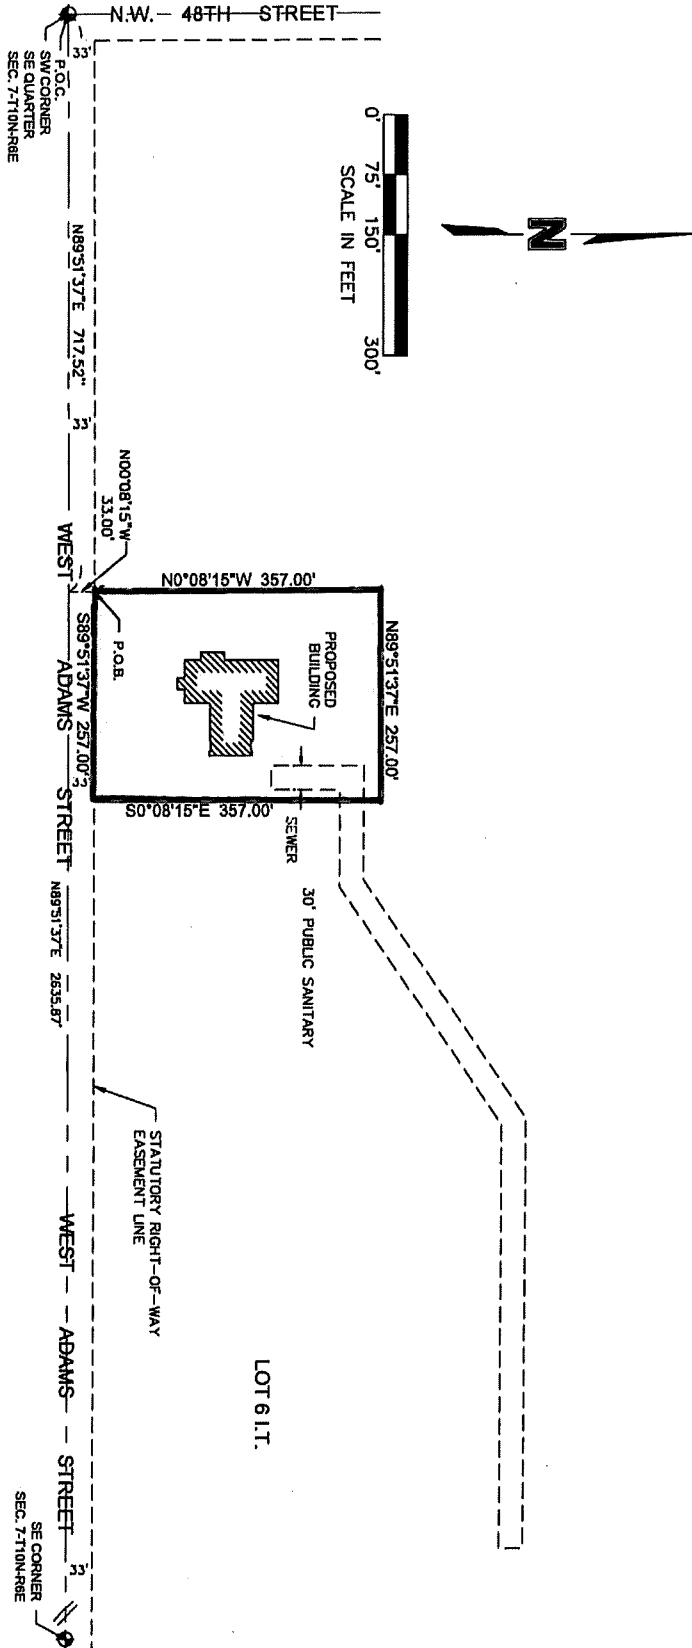 N.W. 48TH STREET
33'
P.O.C.
SW CORNER
SE QUARTER
SEC. 7-T10N-R6E
N89°51'37"E 717.52"
33'
0' 75' 150' 300'
SCALE IN FEET
N
N00°08'15"W
33.00'
WEST ADAMS STREET
N0°08'15"W 357.00'
N89°51'37"E 257.00'
P.O.B.
PROPOSED
BUILDING
S89°51'37"W 257.00'
33'
S0°08'15"E 357.00'
30' PUBLIC SANITARY
SEWER
N89°51'37"E 2635.87'
STATUTORY RIGHT-OF-WAY
EASEMENT LINE
LOT 6 I.T.
WEST ADAMS STREET
33'
SE CORNER
SEC. 7-T10N-R6E